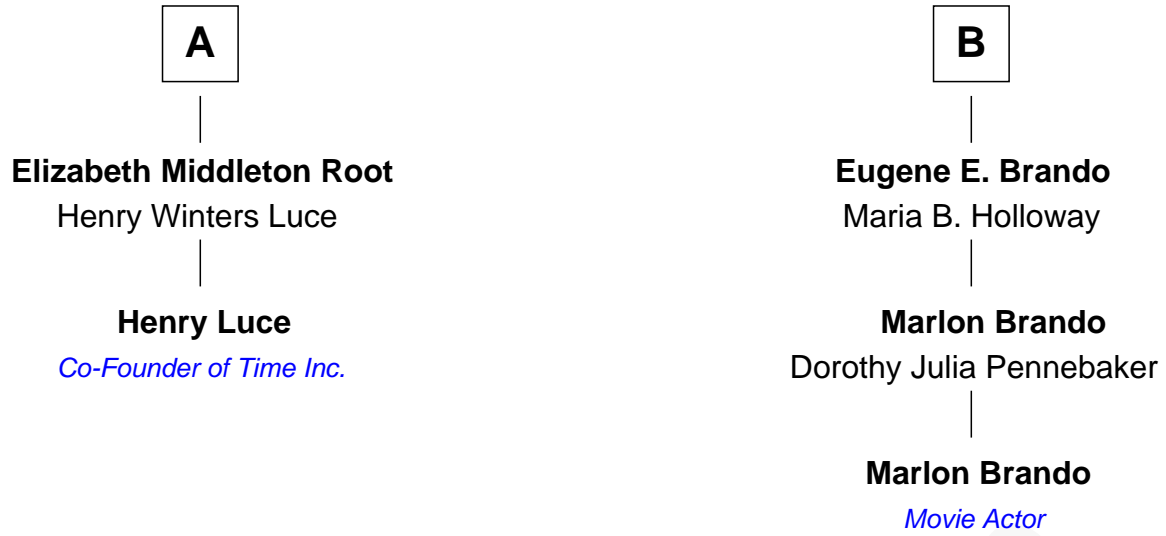 A
Elizabeth Middleton Root
Henry Winters Luce
Henry Luce
Co-Founder of Time Inc.
B
Eugene E. Brando
Maria B. Holloway
Marlon Brando
Dorothy Julia Pennebaker
Marlon Brando
Movie Actor